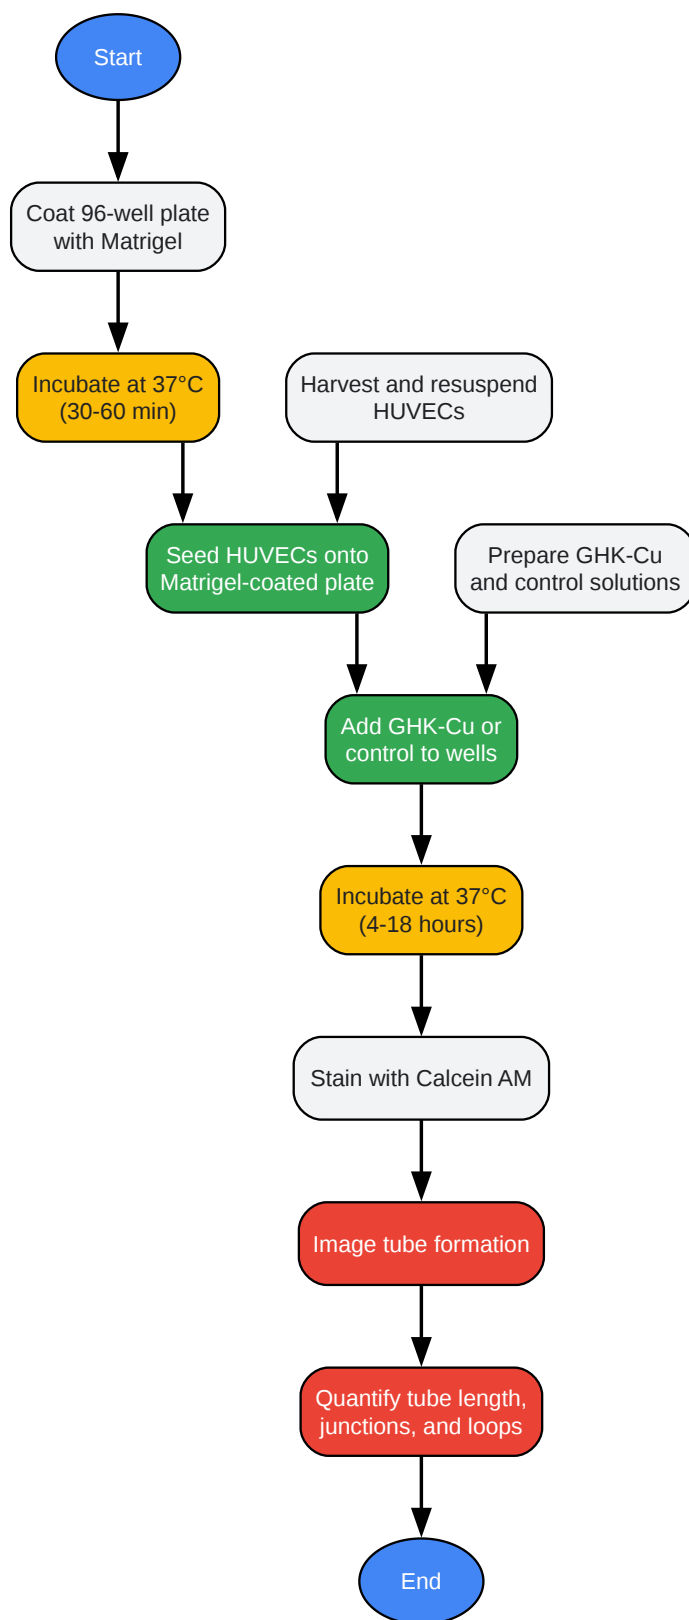 Start
Coat 96-well plate
with Matrigel
Incubate at 37°C
(30-60 min)
Harvest and resuspend
HUVECs
Seed HUVECs onto
Matrigel-coated plate
Prepare GHK-Cu
and control solutions
Add GHK-Cu or
control to wells
Incubate at 37°C
(4-18 hours)
Stain with Calcein AM
Image tube formation
Quantify tube length,
junctions, and loops
End